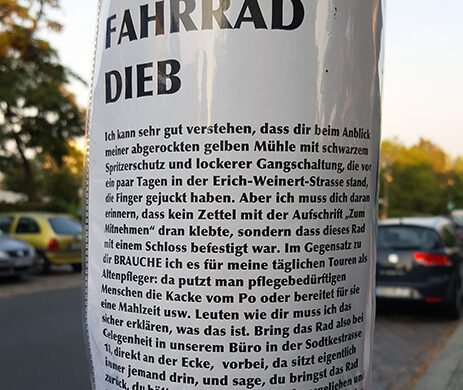 FAHRRAD
DIEB
Ich kann sehr gut verstehen, dass dir beim Anblick
meiner abgerockten gelben Mühle mit schwarzem
Spritzerschutz und lockerer Gangschaltung, die vor
ein paar Tagen in der Erich-Weinert-Strasse stand,
die Finger gejuckt haben. Aber ich muss dich daran
erinnern, dass kein Zettel mit der Aufschrift „Zum
Mitnehmen“ dran klebte, sondern dass dieses Rad
mit einem Schloss befestigt war. Im Gegensatz zu
dir BRAUCHE ich es für meine täglichen Touren als
Altenpfleger: da putzt man pflegebedürftigen
Menschen die Kacke vom Po oder bereitet für sie
eine Mahlzeit usw. Leuten wie dir muss ich das
sicher erklären, was das ist. Bring das Rad also bei
Gelegenheit in unserem Büro in der Sodtkestrasse
1), direkt an der Ecke, vorbei, da sitzt eigentlich
immer jemand drin, und sage, du bringst das Rad
zurück, du